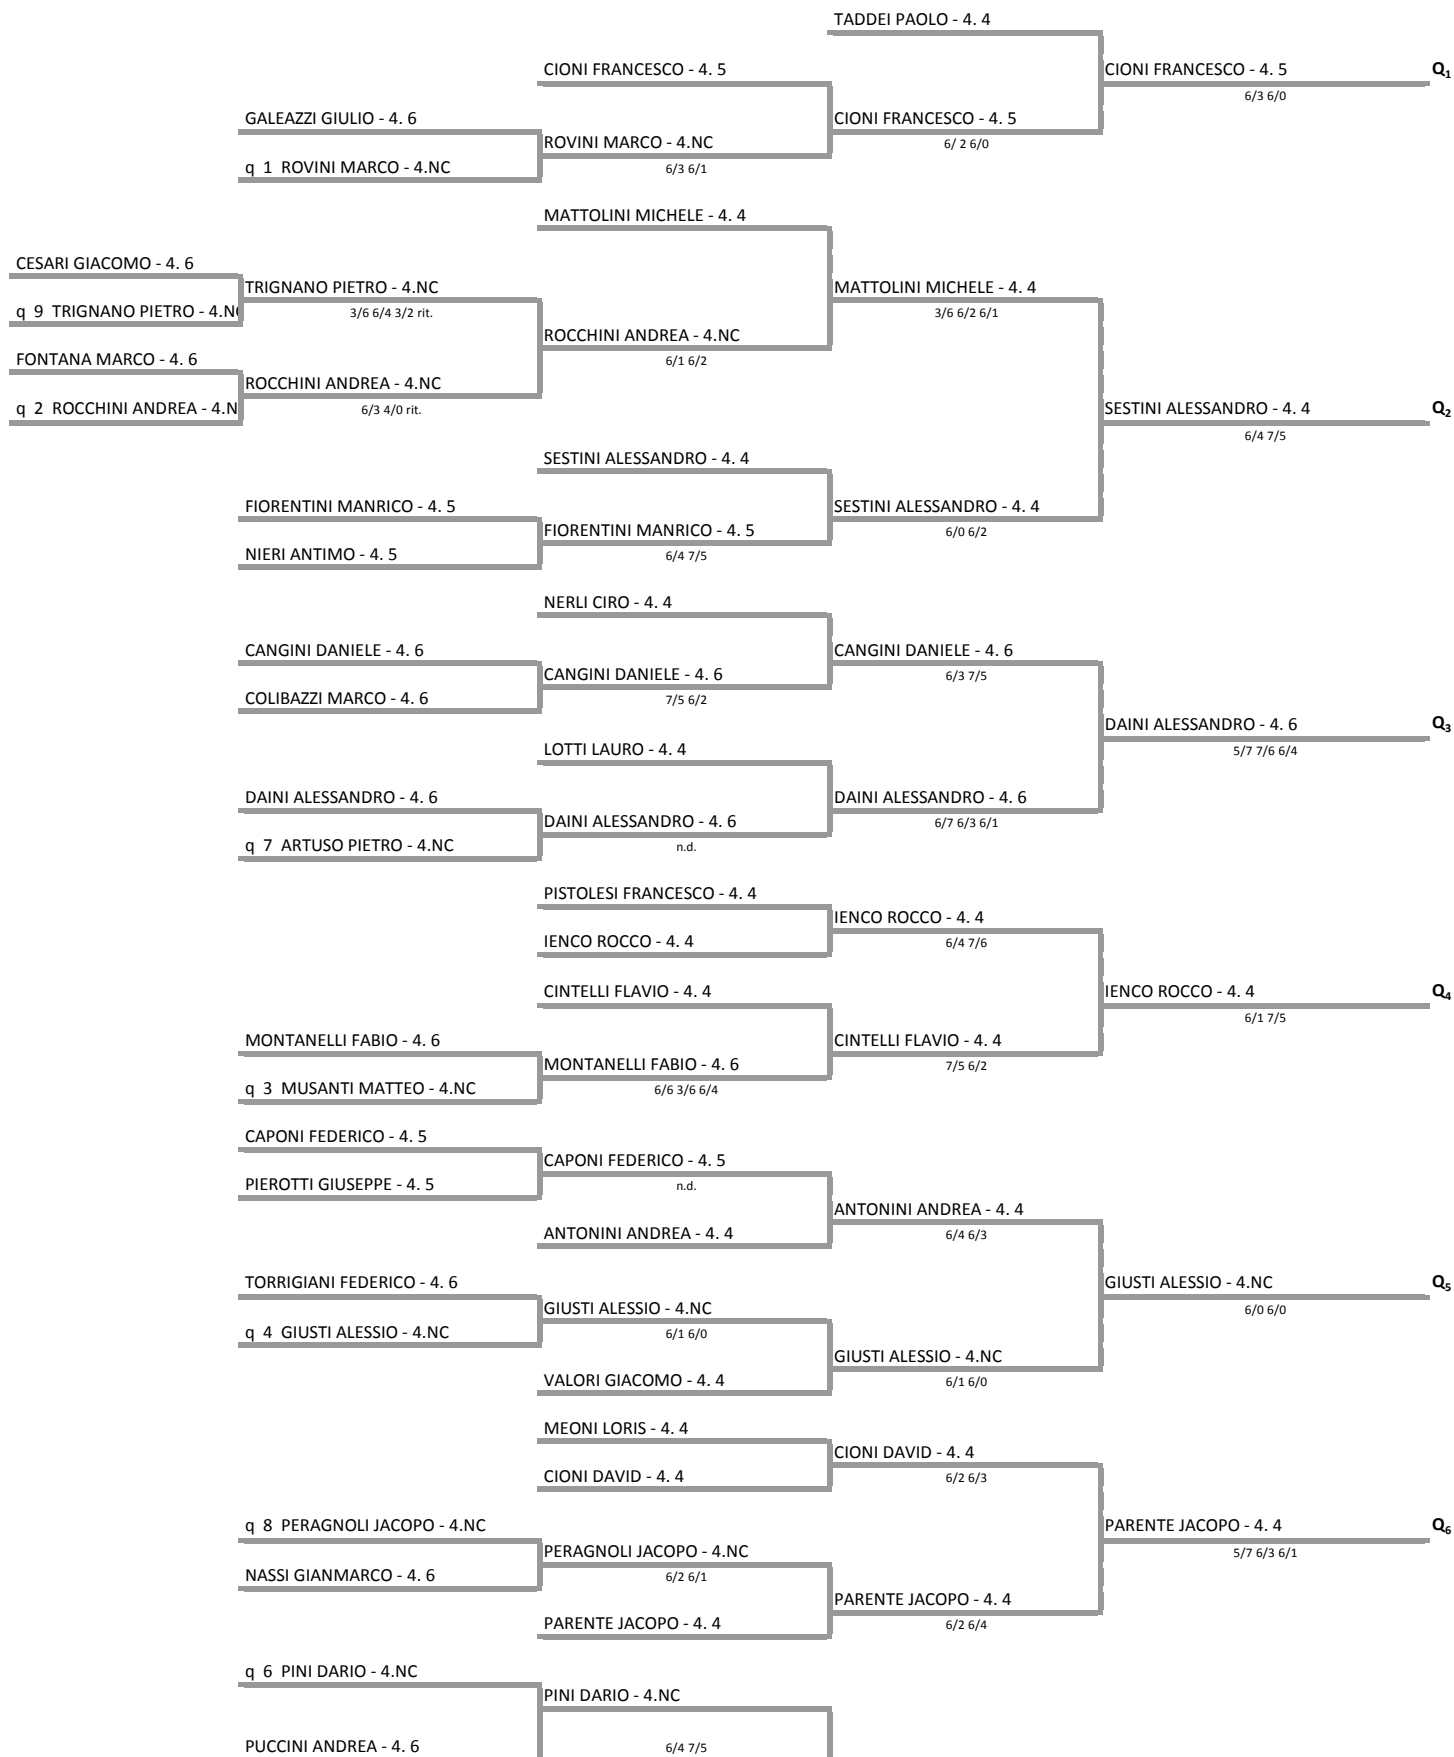 TADDEI PAOLO - 4. 4
CIONI FRANCESCO - 4. 5
CIONI FRANCESCO - 4. 5
Q1
6/3 6/0
GALEAZZI GIULIO - 4. 6
CIONI FRANCESCO - 4. 5
ROVINI MARCO - 4.NC
6/ 2 6/0
q 1 ROVINI MARCO - 4.NC
6/3 6/1
MATTOLINI MICHELE - 4. 4
CESARI GIACOMO - 4. 6
TRIGNANO PIETRO - 4.NC
MATTOLINI MICHELE - 4. 4
q 9 TRIGNANO PIETRO - 4.NC
3/6 6/4 3/2 rit.
3/6 6/2 6/1
ROCCHINI ANDREA - 4.NC
FONTANA MARCO - 4. 6
6/1 6/2
ROCCHINI ANDREA - 4.NC
q 2 ROCCHINI ANDREA - 4.N
6/3 4/0 rit.
SESTINI ALESSANDRO - 4. 4
Q2
6/4 7/5
SESTINI ALESSANDRO - 4. 4
FIORENTINI MANRICO - 4. 5
SESTINI ALESSANDRO - 4. 4
FIORENTINI MANRICO - 4. 5
6/0 6/2
NIERI ANTIMO - 4. 5
6/4 7/5
NERLI CIRO - 4. 4
CANGINI DANIELE - 4. 6
CANGINI DANIELE - 4. 6
CANGINI DANIELE - 4. 6
6/3 7/5
COLIBAZZI MARCO - 4. 6
7/5 6/2
DAINI ALESSANDRO - 4. 6
Q3
LOTTI LAURO - 4. 4
5/7 7/6 6/4
DAINI ALESSANDRO - 4. 6
DAINI ALESSANDRO - 4. 6
DAINI ALESSANDRO - 4. 6
6/7 6/3 6/1
q 7 ARTUSO PIETRO - 4.NC
n.d.
PISTOLESI FRANCESCO - 4. 4
IENCO ROCCO - 4. 4
IENCO ROCCO - 4. 4
6/4 7/6
CINTELLI FLAVIO - 4. 4
IENCO ROCCO - 4. 4
Q4
6/1 7/5
MONTANELLI FABIO - 4. 6
CINTELLI FLAVIO - 4. 4
MONTANELLI FABIO - 4. 6
7/5 6/2
q 3 MUSANTI MATTEO - 4.NC
6/6 3/6 6/4
CAPONI FEDERICO - 4. 5
CAPONI FEDERICO - 4. 5
PIEROTTI GIUSEPPE - 4. 5
n.d.
ANTONINI ANDREA - 4. 4
ANTONINI ANDREA - 4. 4
6/4 6/3
TORRIGIANI FEDERICO - 4. 6
GIUSTI ALESSIO - 4.NC
Q5
GIUSTI ALESSIO - 4.NC
6/0 6/0
q 4 GIUSTI ALESSIO - 4.NC
6/1 6/0
GIUSTI ALESSIO - 4.NC
VALORI GIACOMO - 4. 4
6/1 6/0
MEONI LORIS - 4. 4
CIONI DAVID - 4. 4
CIONI DAVID - 4. 4
6/2 6/3
q 8 PERAGNOLI JACOPO - 4.NC
PARENTE JACOPO - 4. 4
Q6
PERAGNOLI JACOPO - 4.NC
5/7 6/3 6/1
NASSI GIANMARCO - 4. 6
6/2 6/1
PARENTE JACOPO - 4. 4
PARENTE JACOPO - 4. 4
6/2 6/4
q 6 PINI DARIO - 4.NC
PINI DARIO - 4.NC
PUCCINI ANDREA - 4. 6
6/4 7/5